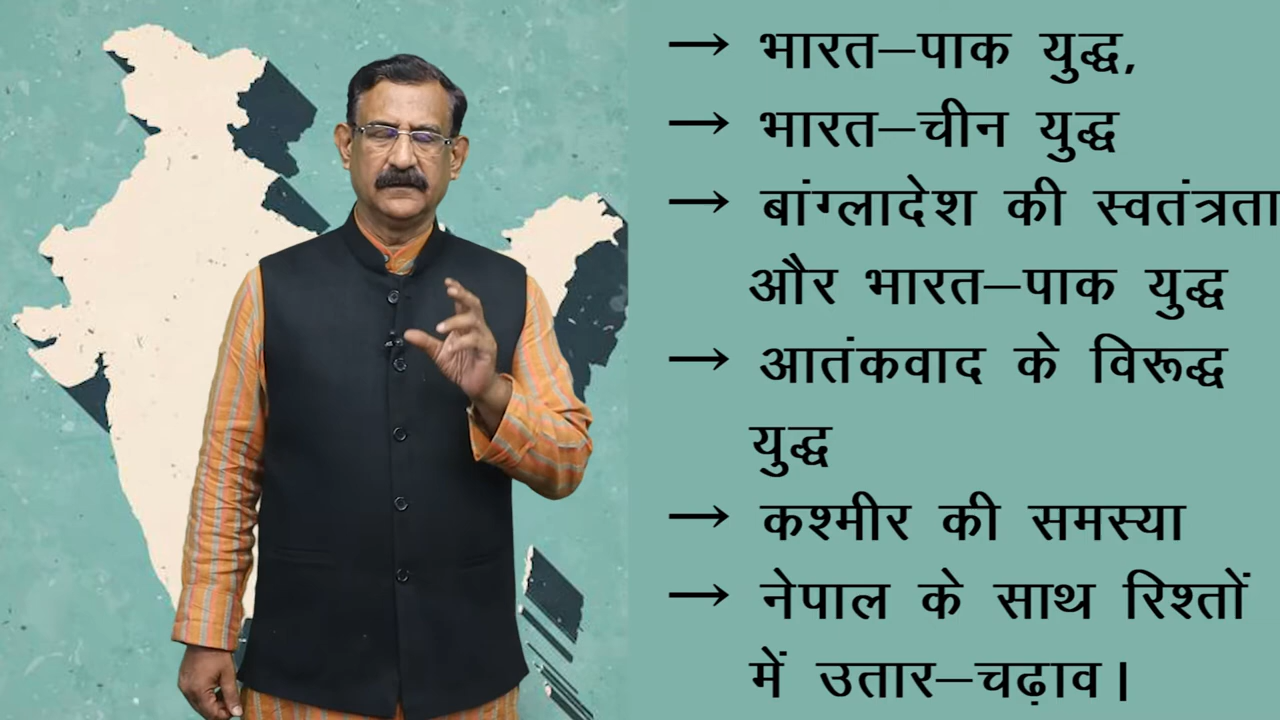 → भारत–पाक युद्ध,
→ भारत–चीन युद्ध
→ बांग्लादेश की स्वतंत्रता
और भारत–पाक युद्ध
→ आतंकवाद के विरूद्ध
युद्ध
→ कश्मीर की समस्या
→ नेपाल के साथ रिश्तों
में उतार–चढ़ाव।